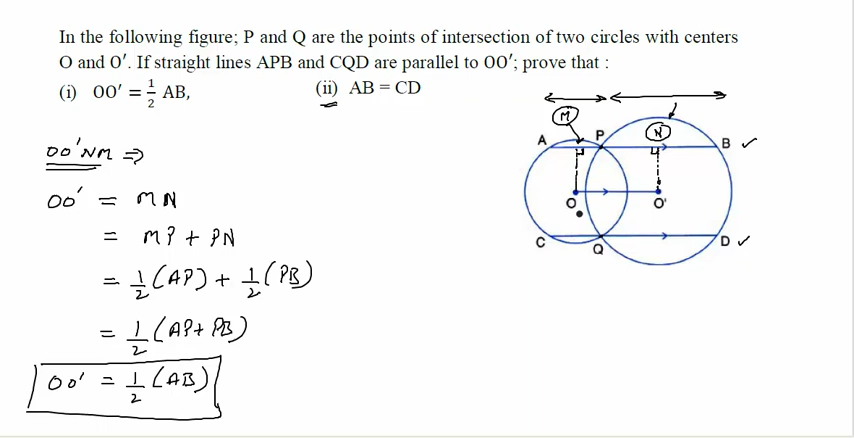 In the following figure; P and Q are the points of intersection of two circles with centers
O and O′. If straight lines APB and CQD are parallel to OO′; prove that :
(i) OO′ = 1/2 AB,
(ii) AB = CD
M
N
A
P
B ✓
O
O'
C
Q
D ✓
OO'NM ⇒
OO' = MN
= MP + PN
= 1/2 (AP) + 1/2 (PB)
= 1/2 (AP + PB)
OO' = 1/2 (AB)